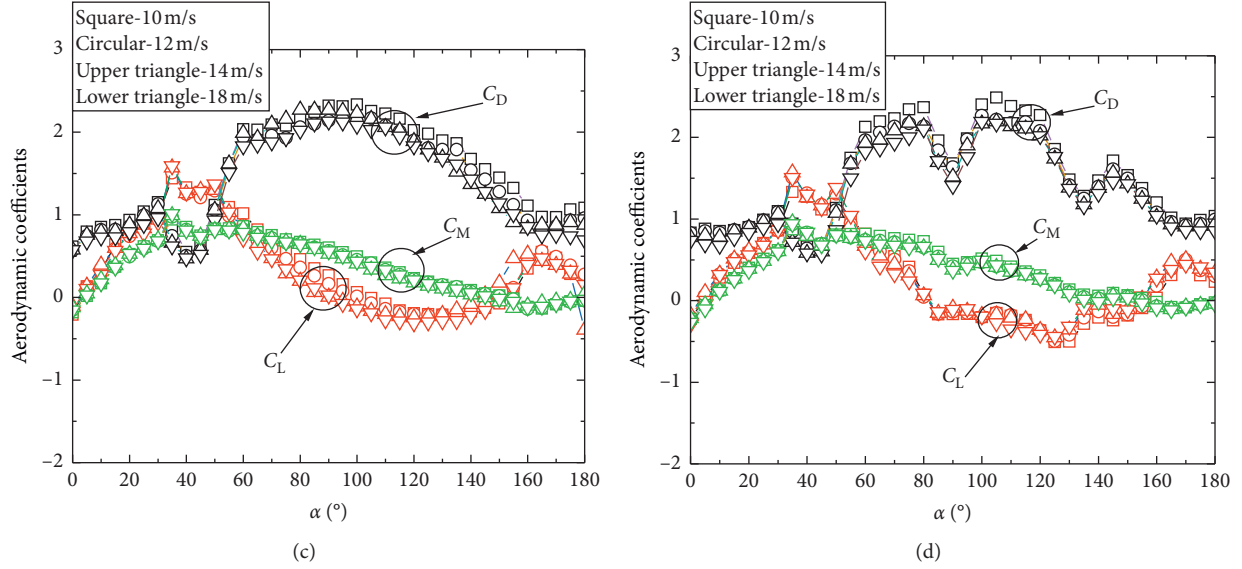 Square-10 m/s
Circular-12 m/s
Upper triangle-14 m/s
Lower triangle-18 m/s
3
2
1
0
−1
−2
Aerodynamic coefficients
C_D
C_M
C_L
0 20 40 60 80 100 120 140 160 180
α (°)
(c)
Square-10 m/s
Circular-12 m/s
Upper triangle-14 m/s
Lower triangle-18 m/s
3
2
1
0
−1
−2
Aerodynamic coefficients
C_D
C_M
C_L
0 20 40 60 80 100 120 140 160 180
α (°)
(d)